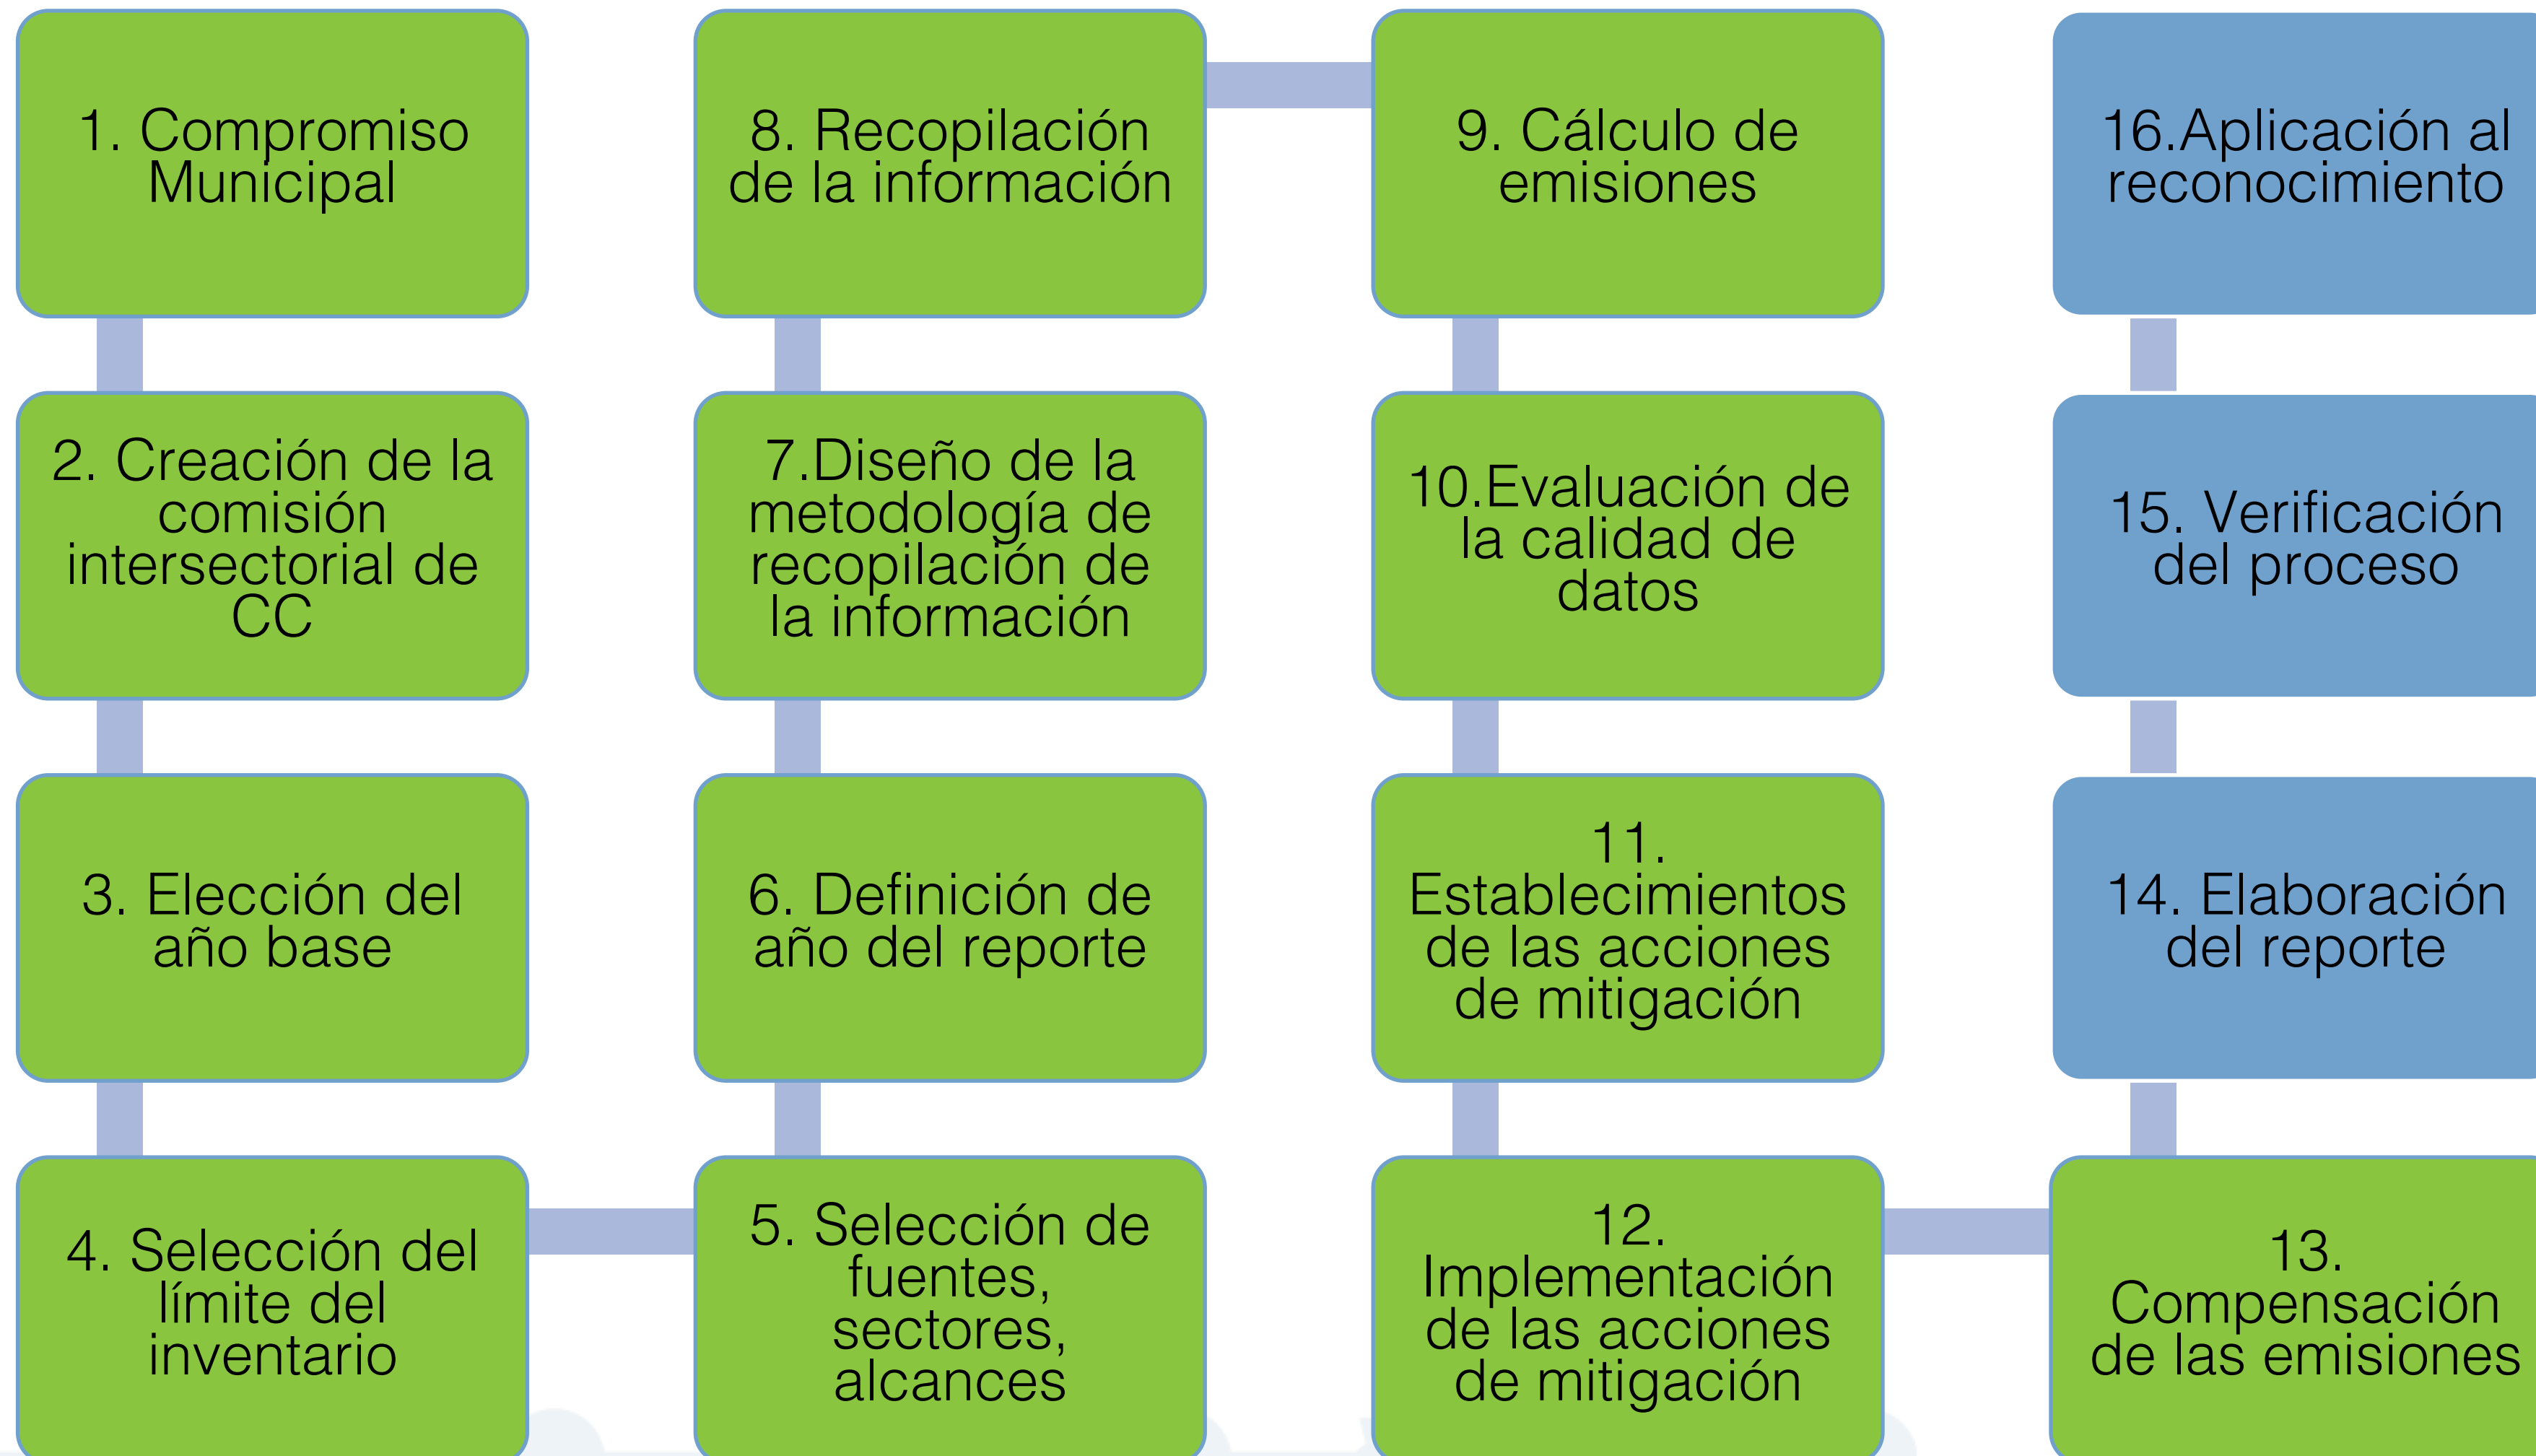 1. Compromiso
Municipal
2. Creación de la
comisión
intersectorial de
CC
3. Elección del
año base
4. Selección del
límite del
inventario
5. Selección de
fuentes,
sectores,
alcances
6. Definición de
año del reporte
7.Diseño de la
metodología de
recopilación de
la información
8. Recopilación
de la información
9. Cálculo de
emisiones
10.Evaluación de
la calidad de
datos
11.
Establecimientos
de las acciones
de mitigación
12.
Implementación
de las acciones
de mitigación
13.
Compensación
de las emisiones
14. Elaboración
del reporte
15. Verificación
del proceso
16.Aplicación al
reconocimiento